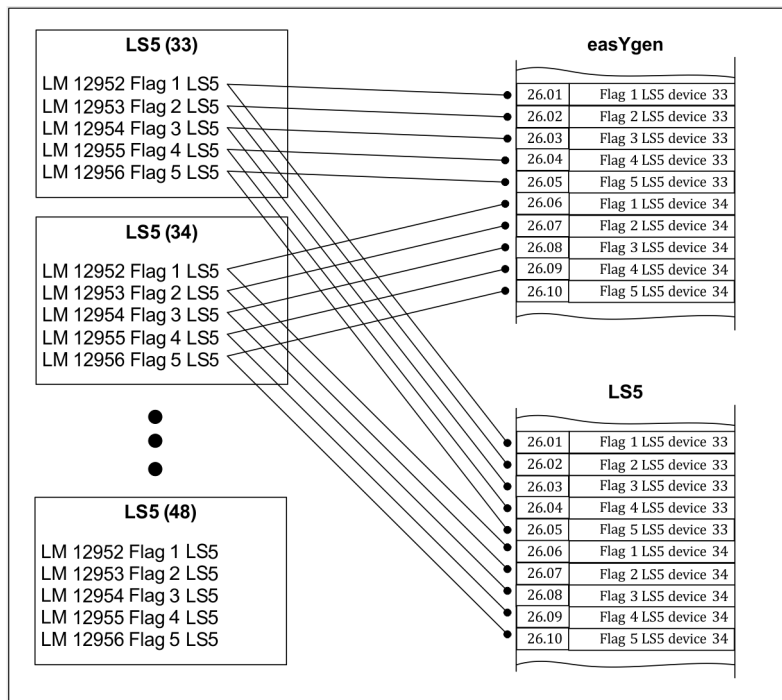 LS5 (33)
LM 12952 Flag 1 LS5
LM 12953 Flag 2 LS5
LM 12954 Flag 3 LS5
LM 12955 Flag 4 LS5
LM 12956 Flag 5 LS5
LS5 (34)
LM 12952 Flag 1 LS5
LM 12953 Flag 2 LS5
LM 12954 Flag 3 LS5
LM 12955 Flag 4 LS5
LM 12956 Flag 5 LS5
LS5 (48)
LM 12952 Flag 1 LS5
LM 12953 Flag 2 LS5
LM 12954 Flag 3 LS5
LM 12955 Flag 4 LS5
LM 12956 Flag 5 LS5
easYgen
26.01 Flag 1 LS5 device 33
26.02 Flag 2 LS5 device 33
26.03 Flag 3 LS5 device 33
26.04 Flag 4 LS5 device 33
26.05 Flag 5 LS5 device 33
26.06 Flag 1 LS5 device 34
26.07 Flag 2 LS5 device 34
26.08 Flag 3 LS5 device 34
26.09 Flag 4 LS5 device 34
26.10 Flag 5 LS5 device 34
LS5
26.01 Flag 1 LS5 device 33
26.02 Flag 2 LS5 device 33
26.03 Flag 3 LS5 device 33
26.04 Flag 4 LS5 device 33
26.05 Flag 5 LS5 device 33
26.06 Flag 1 LS5 device 34
26.07 Flag 2 LS5 device 34
26.08 Flag 3 LS5 device 34
26.09 Flag 4 LS5 device 34
26.10 Flag 5 LS5 device 34